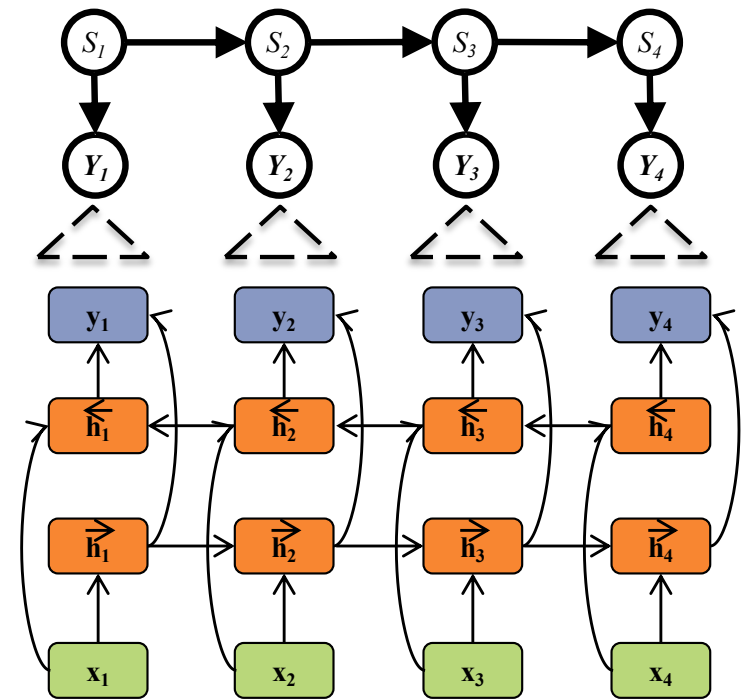 S₁ S₂ S₃ S₄
Y₁ Y₂ Y₃ Y₄
y₁ y₂ y₃ y₄
h⃖₁ h⃖₂ h⃖₃ h⃖₄
h⃗₁ h⃗₂ h⃗₃ h⃗₄
x₁ x₂ x₃ x₄